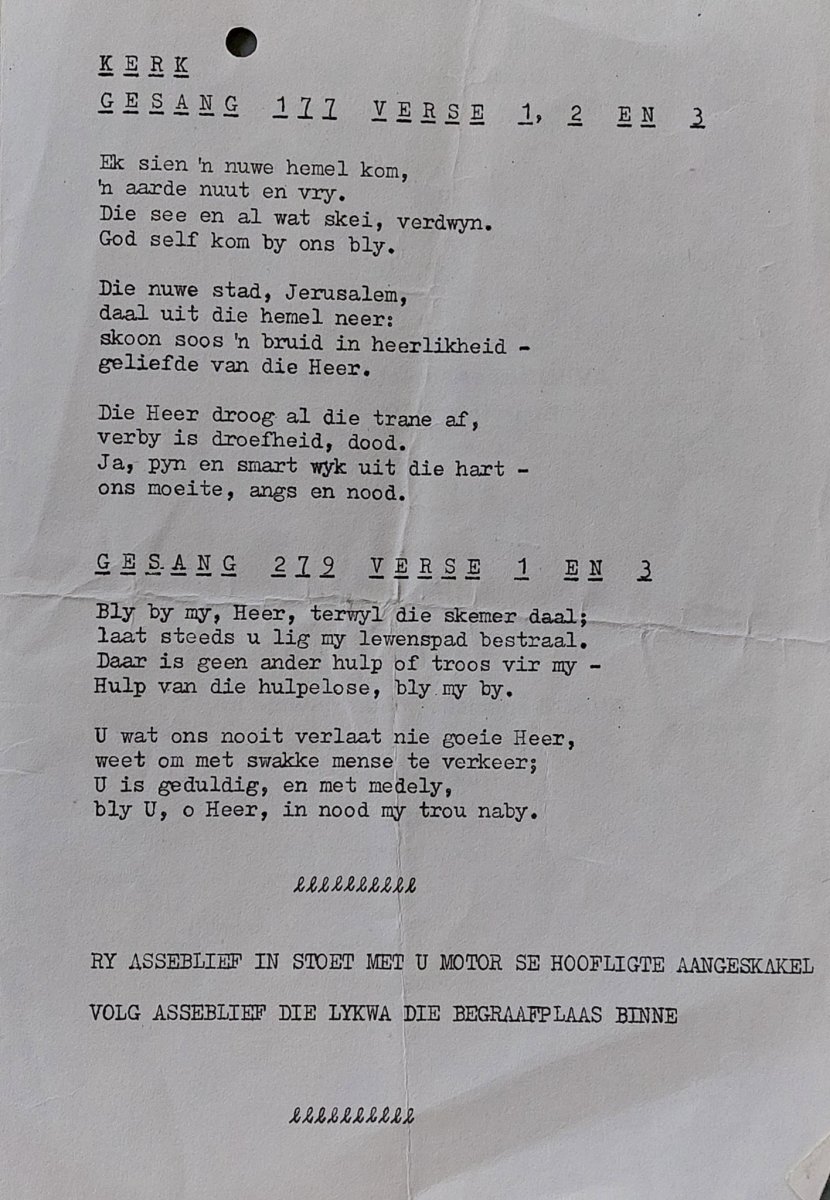 KERK
GESANG 177 VERSE 1, 2 EN 3
Ek sien 'n nuwe hemel kom,
'n aarde nuut en vry.
Die see en al wat skei, verdwyn.
God self kom by ons bly.
Die nuwe stad, Jerusalem,
daal uit die hemel neer:
skoon soos 'n bruid in heerlikheid -
geliefde van die Heer.
Die Heer droog al die trane af,
verby is droefheid, dood.
Ja, pyn en smart wyk uit die hart -
ons moeite, angs en nood.
GESANG 279 VERSE 1 EN 3
Bly by my, Heer, terwyl die skemer daal;
laat steeds u lig my lewenspad bestraal.
Daar is geen ander hulp of troos vir my -
Hulp van die hulpelose, bly my by.
U wat ons nooit verlaat nie goeie Heer,
weet om met swakke mense te verkeer;
U is geduldig, en met medely,
bly U, o Heer, in nood my trou naby.
ℓℓℓℓℓℓℓℓℓℓ
RY ASSEBLIEF IN STOET MET U MOTOR SE HOOFLIGTE AANGESKAKEL
VOLG ASSEBLIEF DIE LYKWA DIE BEGRAAFPLAAS BINNE
ℓℓℓℓℓℓℓℓℓℓ